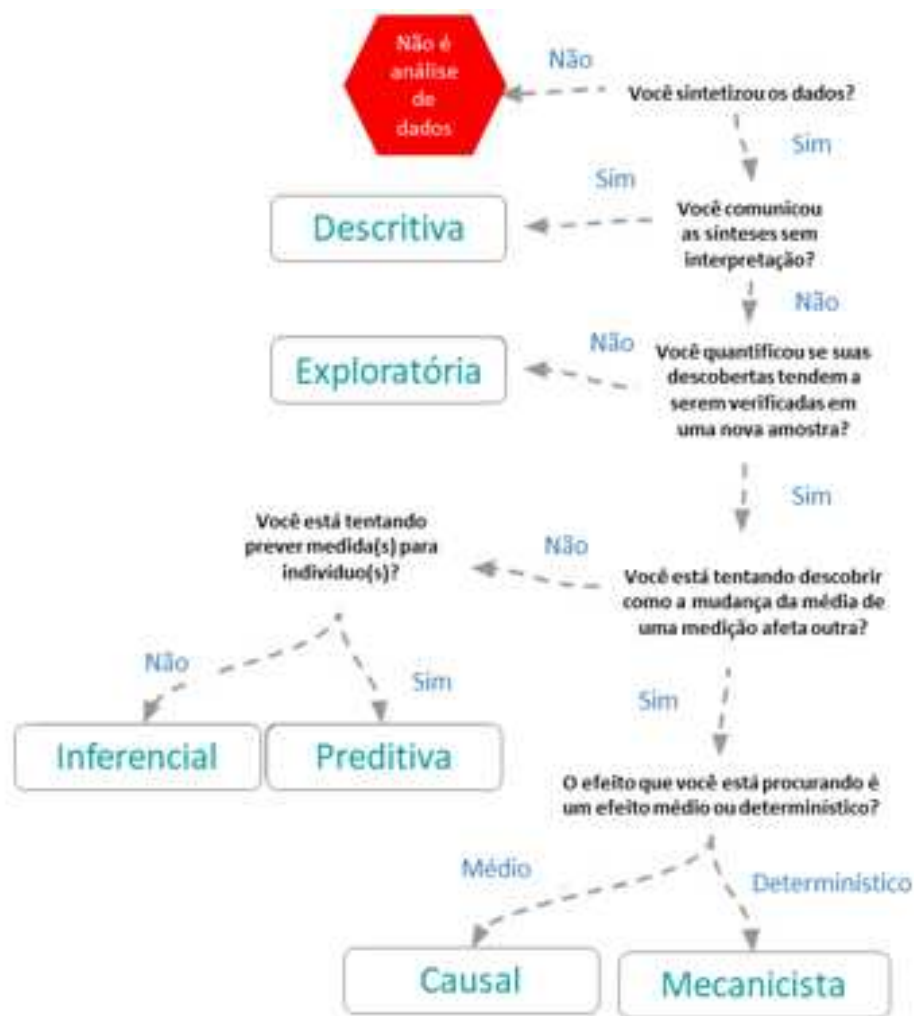 Não é
análise
de
dados
Não
Você sintetizou os dados?
Sim
Sim
Descritiva
Você comunicou
as sínteses sem
interpretação?
Não
Não
Exploratória
Você quantificou se suas
descobertas tendem a
serem verificadas em
uma nova amostra?
Sim
Você está tentando
prever medida(s) para
indivíduo(s)?
Não
Você está tentando descobrir
como a mudança da média de
uma medição afeta outra?
Não
Sim
Sim
Inferencial
Preditiva
O efeito que você está procurando é
um efeito médio ou determinístico?
Médio
Determinístico
Causal
Mecanicista